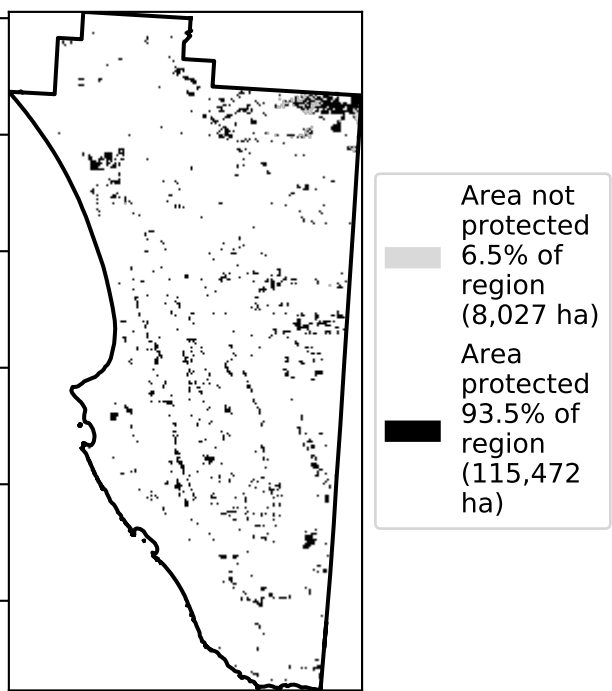 Area not
protected
6.5% of
region
(8,027 ha)
Area
protected
93.5% of
region
(115,472
ha)